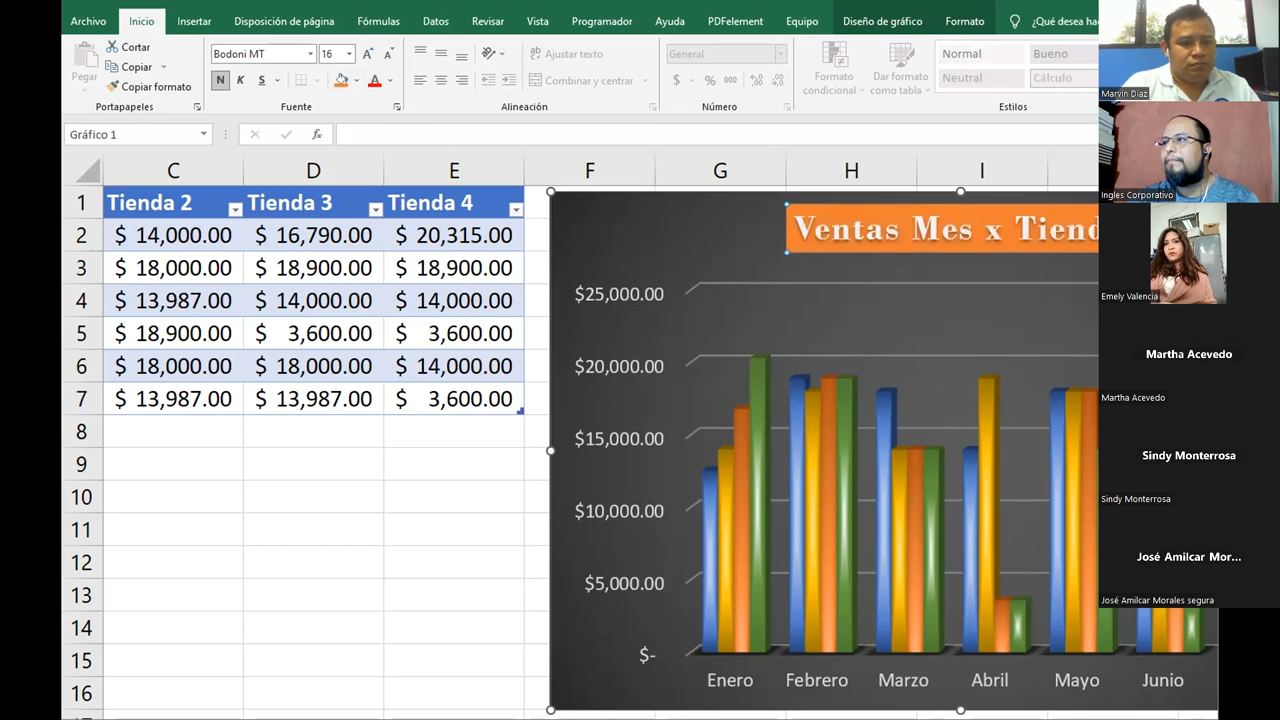 Archivo Inicio Insertar Disposición de página Fórmulas Datos Revisar Vista Programador Ayuda PDFelement Equipo Diseño de gráfico Formato ¿Qué desea ha
Cortar
Copiar
Copiar formato
Pegar
Portapapeles
Bodoni MT 16
N K S
Fuente
Ajustar texto
Combinar y centrar
Alineación
General
$ % 000
Número
Formato condicional
Dar formato como tabla
Normal Bueno
Neutral Cálculo
Estilos
Gráfico 1
fx
C D E F G H I
1 Tienda 2 Tienda 3 Tienda 4
2 $ 14,000.00 $ 16,790.00 $ 20,315.00
3 $ 18,000.00 $ 18,900.00 $ 18,900.00
4 $ 13,987.00 $ 14,000.00 $ 14,000.00
5 $ 18,900.00 $ 3,600.00 $ 3,600.00
6 $ 18,000.00 $ 18,000.00 $ 14,000.00
7 $ 13,987.00 $ 13,987.00 $ 3,600.00
8
9
10
11
12
13
14
15
16
Ventas Mes x Tiend
$25,000.00
$20,000.00
$15,000.00
$10,000.00
$5,000.00
$-
Enero Febrero Marzo Abril Mayo Junio
Marvin Diaz
Ingles Corporativo
Emely Valencia
Martha Acevedo
Martha Acevedo
Sindy Monterrosa
Sindy Monterrosa
José Amilcar Mor...
José Amilcar Morales segura